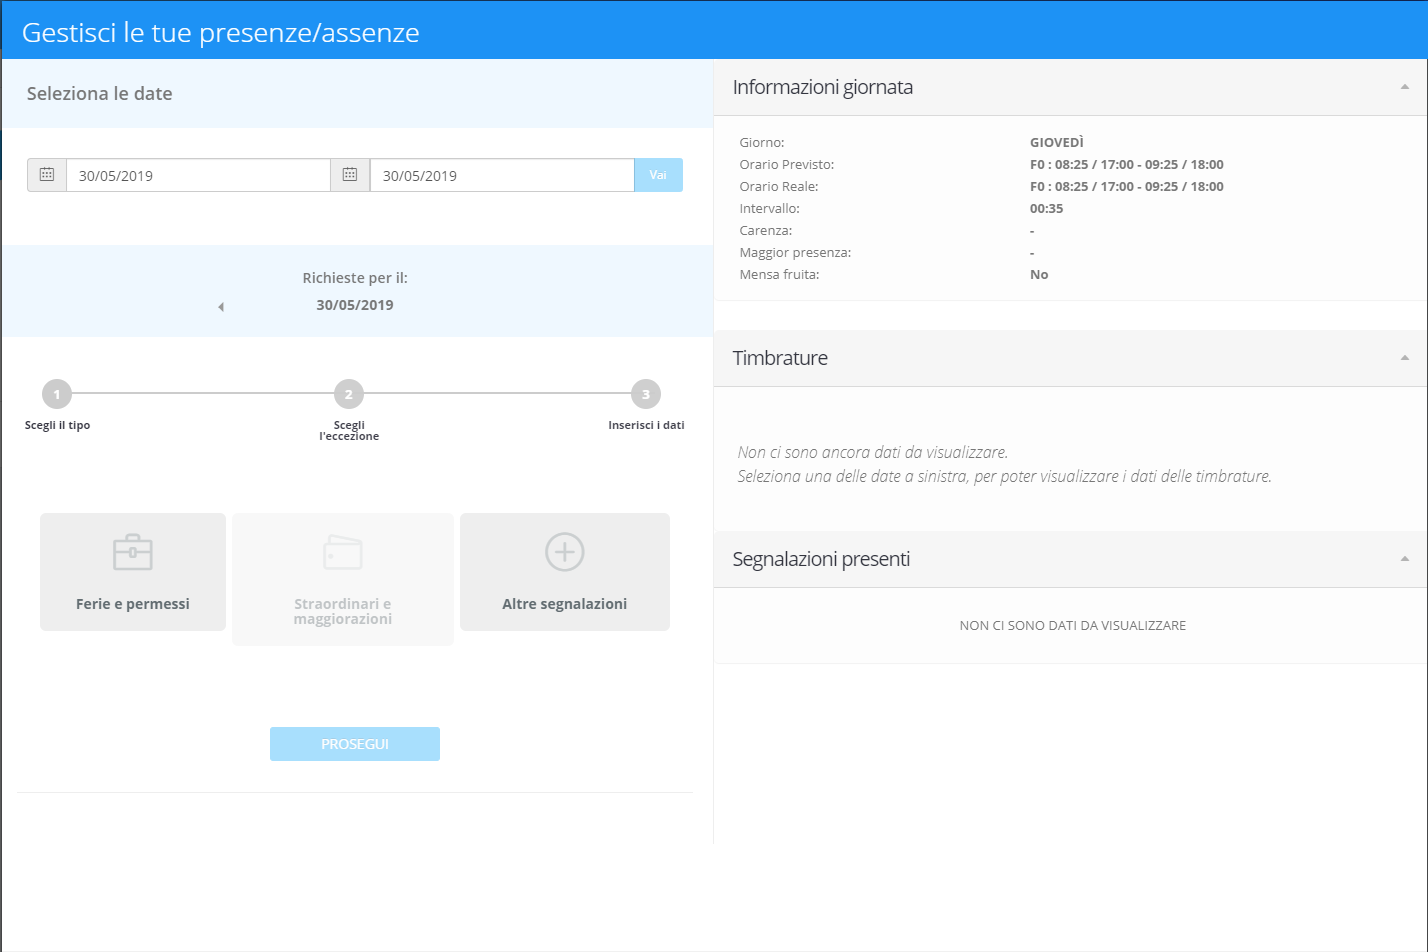 Gestisci le tue presenze/assenze
Seleziona le date
30/05/2019
30/05/2019
Vai
Richieste per il:
30/05/2019
1
2
3
Scegli il tipo
Scegli
l'eccezione
Inserisci i dati
Ferie e permessi
Straordinari e
maggiorazioni
Altre segnalazioni
PROSEGUI
Informazioni giornata
Giorno: GIOVEDÌ
Orario Previsto: F0 : 08:25 / 17:00 - 09:25 / 18:00
Orario Reale: F0 : 08:25 / 17:00 - 09:25 / 18:00
Intervallo: 00:35
Carenza: -
Maggior presenza: -
Mensa fruita: No
Timbrature
Non ci sono ancora dati da visualizzare.
Seleziona una delle date a sinistra, per poter visualizzare i dati delle timbrature.
Segnalazioni presenti
NON CI SONO DATI DA VISUALIZZARE